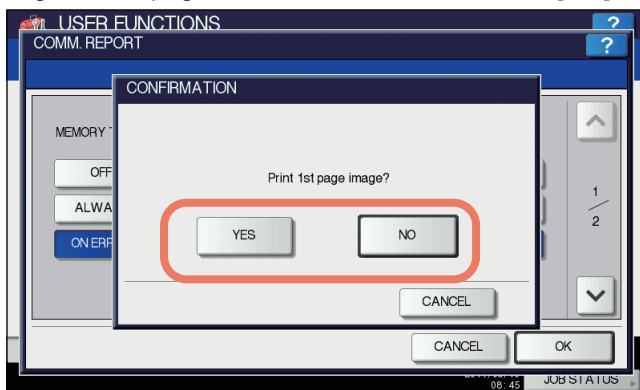 USER FUNCTIONS ?
COMM. REPORT ?
CONFIRMATION
MEMORY
OFF
Print 1st page image?
1
ALWA
2
YES NO
ON ERR
CANCEL
CANCEL OK
08:45 JOB STATUS